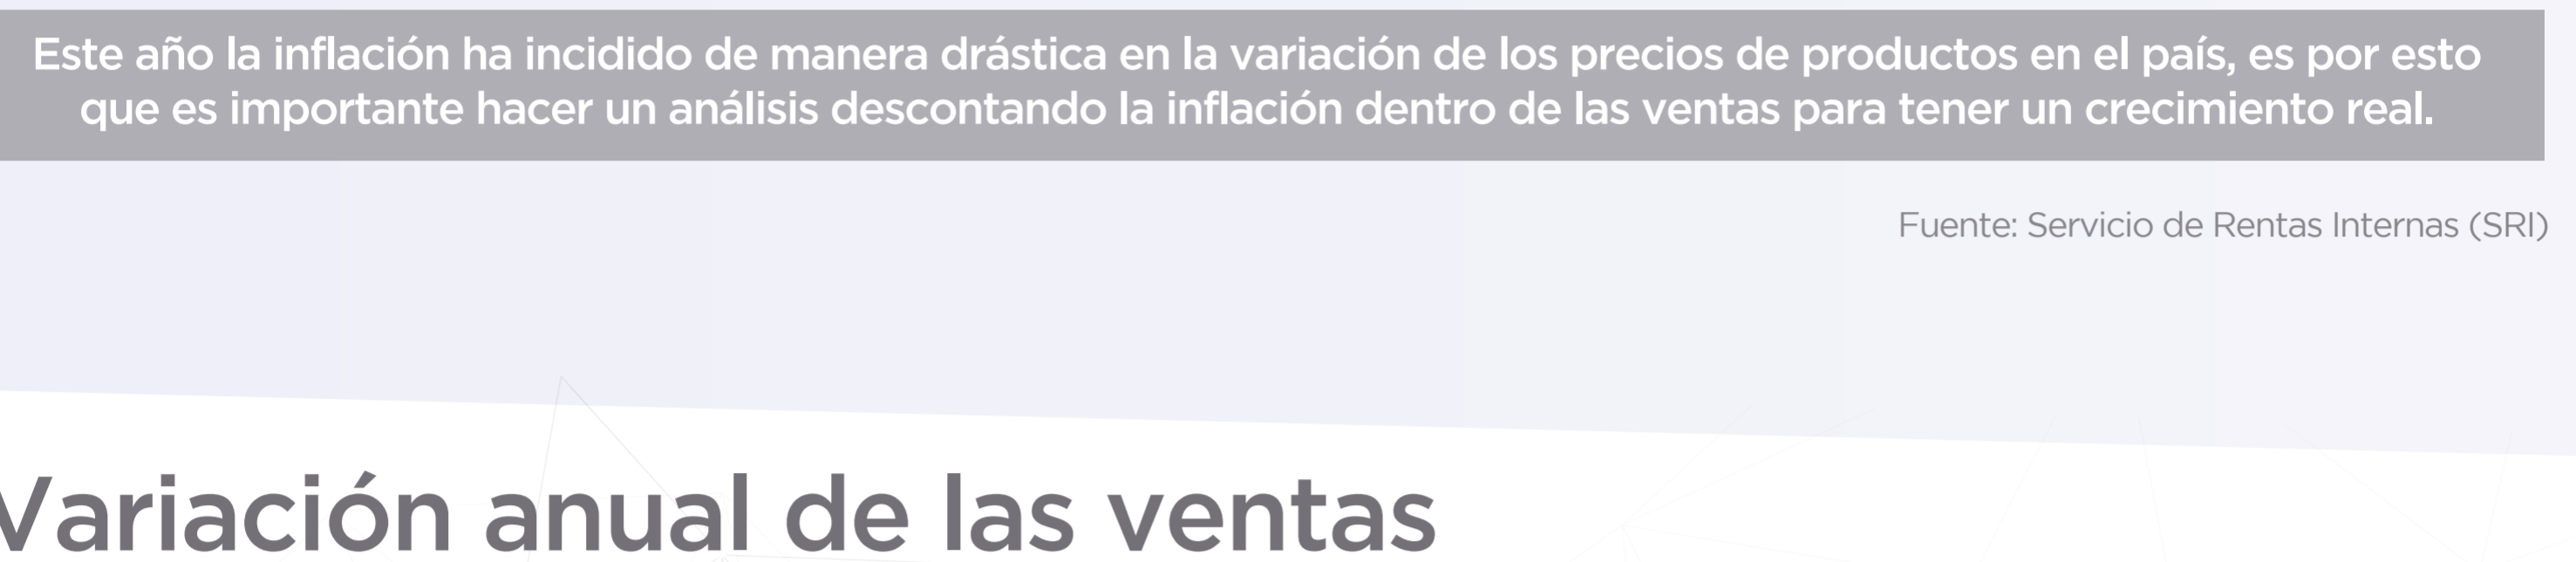 Este año la inflación ha incidido de manera drástica en la variación de los precios de productos en el país, es por esto
que es importante hacer un análisis descontando la inflación dentro de las ventas para tener un crecimiento real.
Fuente: Servicio de Rentas Internas (SRI)
Variación anual de las ventas